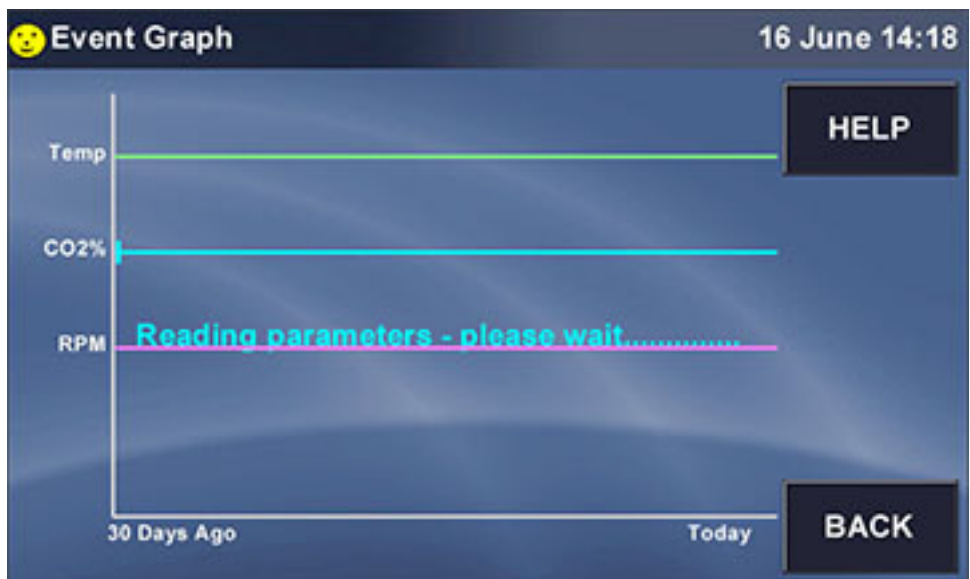 Event Graph
16 June 14:18
HELP
Temp
CO2%
RPM
Reading parameters - please wait..............
30 Days Ago
Today
BACK